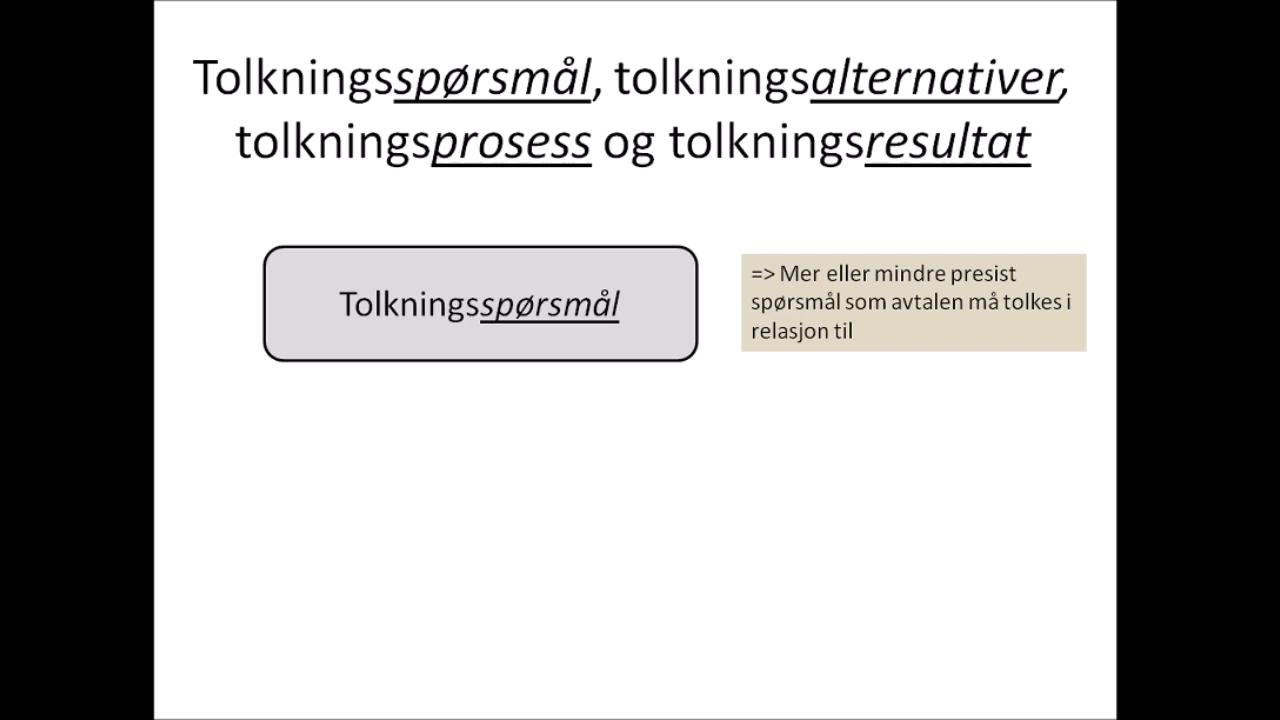 Tolkningsspørsmål, tolkningsalternativer,
tolkningsprosess og tolkningsresultat
Tolkningsspørsmål
=> Mer eller mindre presist
spørsmål som avtalen må tolkes i
relasjon til